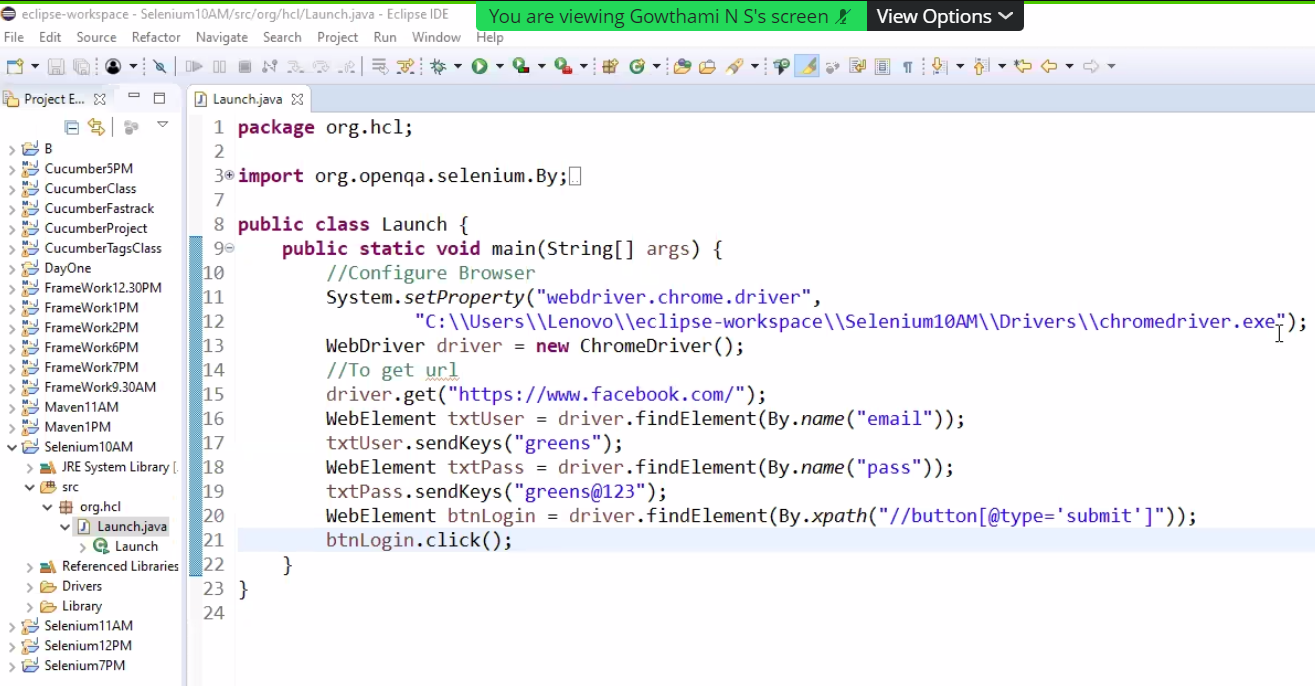 eclipse-workspace - Selenium10AM/src/org/hcl/Launch.java - Eclipse IDE
You are viewing Gowthami N S's screen
View Options
File Edit Source Refactor Navigate Search Project Run Window Help
Project E...
Launch.java
B
Cucumber5PM
CucumberClass
CucumberFastrack
CucumberProject
CucumberTagsClass
DayOne
FrameWork12.30PM
FrameWork1PM
FrameWork2PM
FrameWork6PM
FrameWork7PM
FrameWork9.30AM
Maven11AM
Maven1PM
Selenium10AM
JRE System Library [
src
org.hcl
Launch.java
Launch
Referenced Libraries
Drivers
Library
Selenium11AM
Selenium12PM
Selenium7PM
1 package org.hcl;
2
3 import org.openqa.selenium.By;
7
8 public class Launch {
9 public static void main(String[] args) {
10 //Configure Browser
11 System.setProperty("webdriver.chrome.driver",
12 "C:\\Users\\Lenovo\\eclipse-workspace\\Selenium10AM\\Drivers\\chromedriver.exe");
13 WebDriver driver = new ChromeDriver();
14 //To get url
15 driver.get("https://www.facebook.com/");
16 WebElement txtUser = driver.findElement(By.name("email"));
17 txtUser.sendKeys("greens");
18 WebElement txtPass = driver.findElement(By.name("pass"));
19 txtPass.sendKeys("greens@123");
20 WebElement btnLogin = driver.findElement(By.xpath("//button[@type='submit']"));
21 btnLogin.click();
22 }
23 }
24